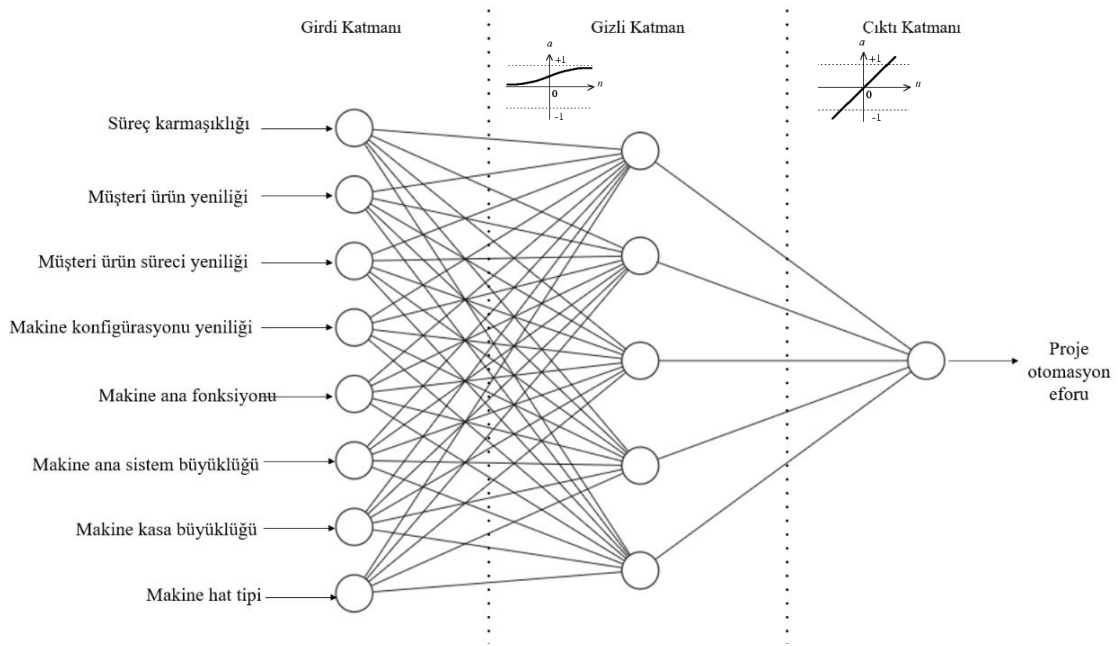 Girdi Katmanı
Gizli Katman
Çıktı Katmanı
a
+1
n
0
-1
a
+1
n
0
-1
Süreç karmaşıklığı
Müşteri ürün yeniliği
Müşteri ürün süreci yeniliği
Makine konfigürasyonu yeniliği
Makine ana fonksiyonu
Makine ana sistem büyüklüğü
Makine kasa büyüklüğü
Makine hat tipi
Proje
otomasyon
eforu